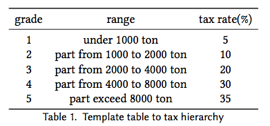 grade range tax rate(%)
1 under 1000 ton 5
2 part from 1000 to 2000 ton 10
3 part from 2000 to 4000 ton 20
4 part from 4000 to 8000 ton 30
5 part exceed 8000 ton 35
Table 1. Template table to tax hierarchy